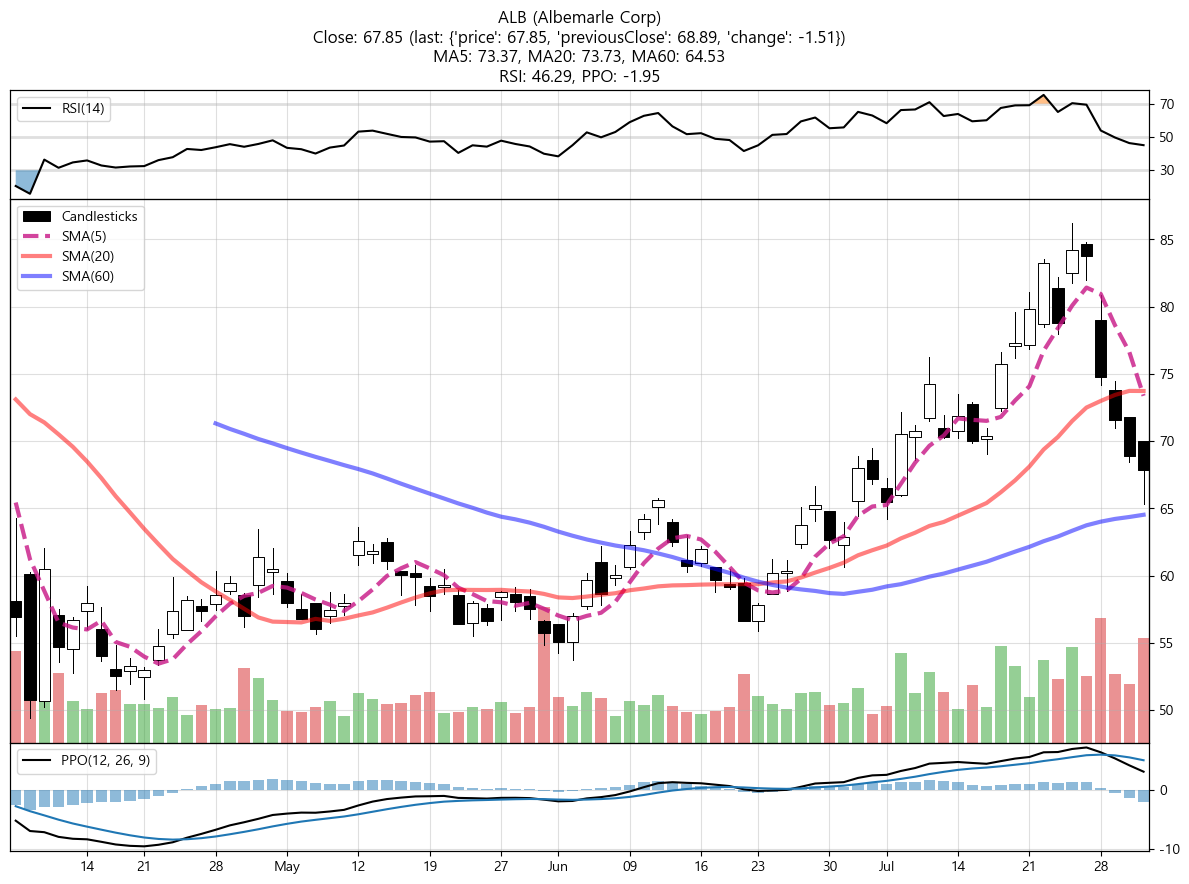 ALB (Albemarle Corp)
Close: 67.85 (last: {'price': 67.85, 'previousClose': 68.89, 'change': -1.51})
MA5: 73.37, MA20: 73.73, MA60: 64.53
RSI: 46.29, PPO: -1.95
RSI(14)
70
50
30
Candlesticks
SMA(5)
SMA(20)
SMA(60)
85
80
75
70
65
60
55
50
PPO(12, 26, 9)
0
-10
14 21 28 May 12 19 27 Jun 09 16 23 30 Jul 14 21 28